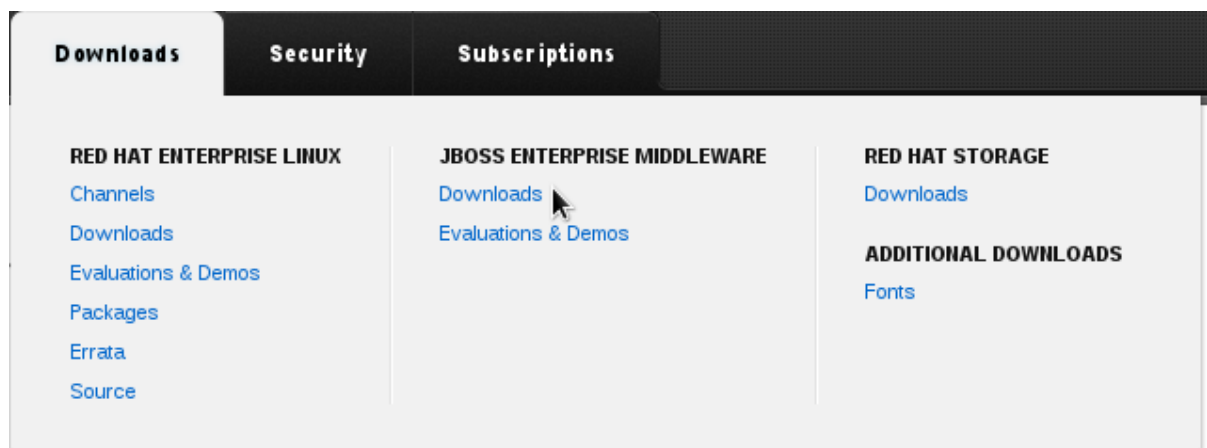 Downloads Security Subscriptions
RED HAT ENTERPRISE LINUX
Channels
Downloads
Evaluations & Demos
Packages
Errata
Source
JBOSS ENTERPRISE MIDDLEWARE
Downloads
Evaluations & Demos
RED HAT STORAGE
Downloads
ADDITIONAL DOWNLOADS
Fonts